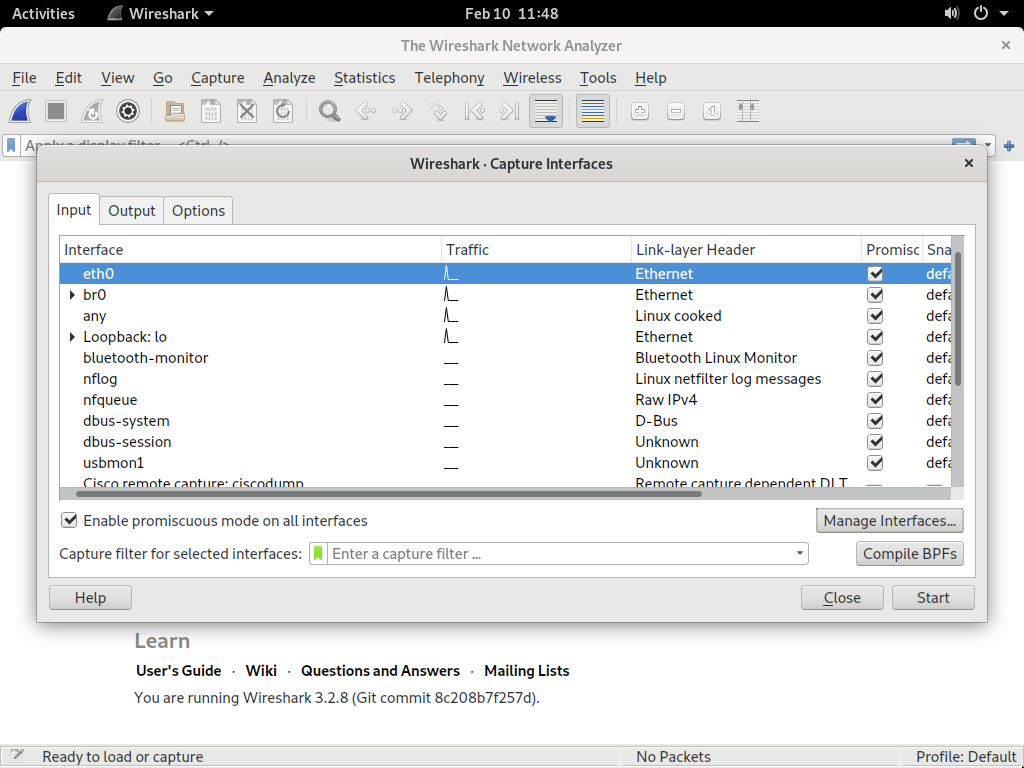 Activities Wireshark Feb 10 11:48
The Wireshark Network Analyzer
File Edit View Go Capture Analyze Statistics Telephony Wireless Tools Help
Apply a display filter … <Ctrl-/>
Wireshark · Capture Interfaces
Input Output Options
Interface Traffic Link-layer Header Promisc Sna
eth0 Ethernet defa
br0 Ethernet defa
any Linux cooked defa
Loopback: lo Ethernet defa
bluetooth-monitor Bluetooth Linux Monitor defa
nflog Linux netfilter log messages defa
nfqueue Raw IPv4 defa
dbus-system D-Bus defa
dbus-session Unknown defa
usbmon1 Unknown defa
Cisco remote capture: ciscodump Remote capture dependent DLT — —
Enable promiscuous mode on all interfaces Manage Interfaces...
Capture filter for selected interfaces: Enter a capture filter … Compile BPFs
Help Close Start
Learn
User's Guide · Wiki · Questions and Answers · Mailing Lists
You are running Wireshark 3.2.8 (Git commit 8c208b7f257d).
Ready to load or capture No Packets Profile: Default